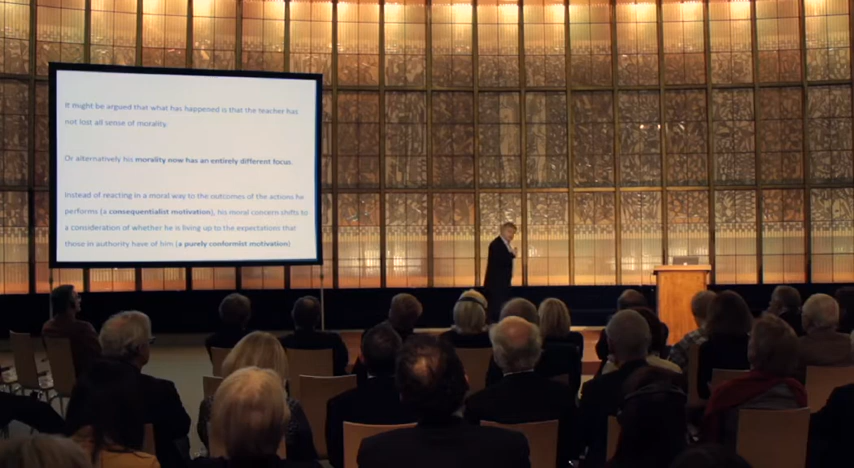 It might be argued that what has happened is that the teacher has
not lost all sense of morality.
Or alternatively his morality now has an entirely different focus.
Instead of reacting in a moral way to the outcomes of the actions he
performs (a consequentialist motivation), his moral concern shifts to
a consideration of whether he is living up to the expectations that
those in authority have of him (a purely conformist motivation)